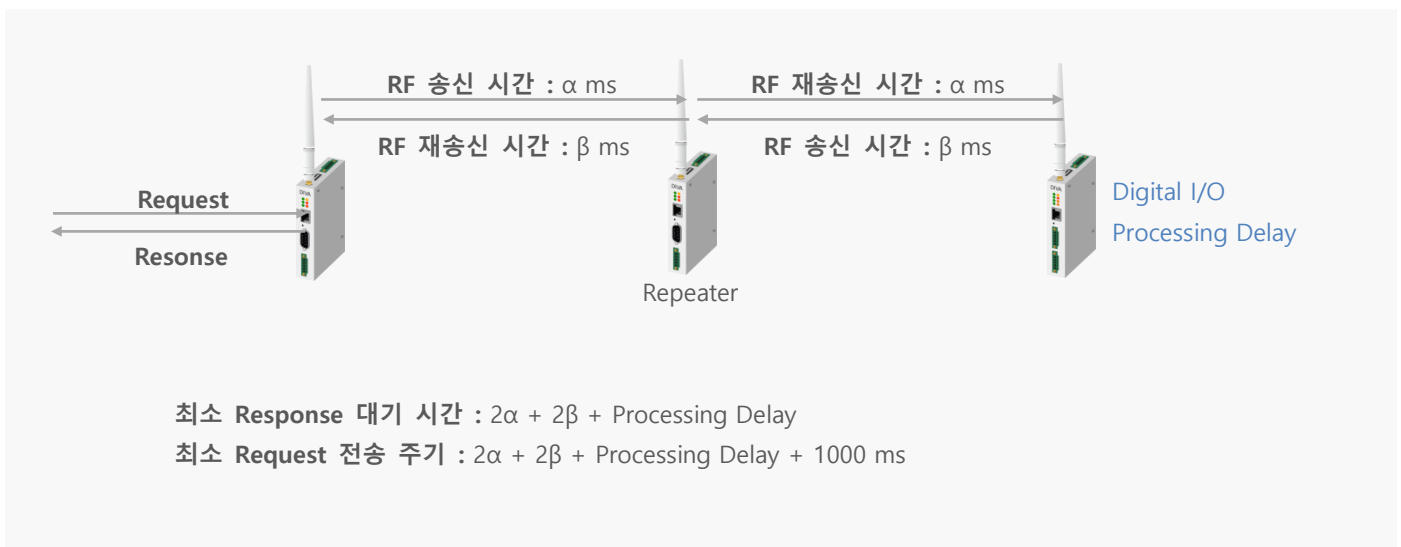 RF 송신 시간 : α ms
RF 재송신 시간 : α ms
RF 재송신 시간 : β ms
RF 송신 시간 : β ms
Request
Resonse
Digital I/O
Processing Delay
Repeater
최소 Response 대기 시간 : 2α + 2β + Processing Delay
최소 Request 전송 주기 : 2α + 2β + Processing Delay + 1000 ms